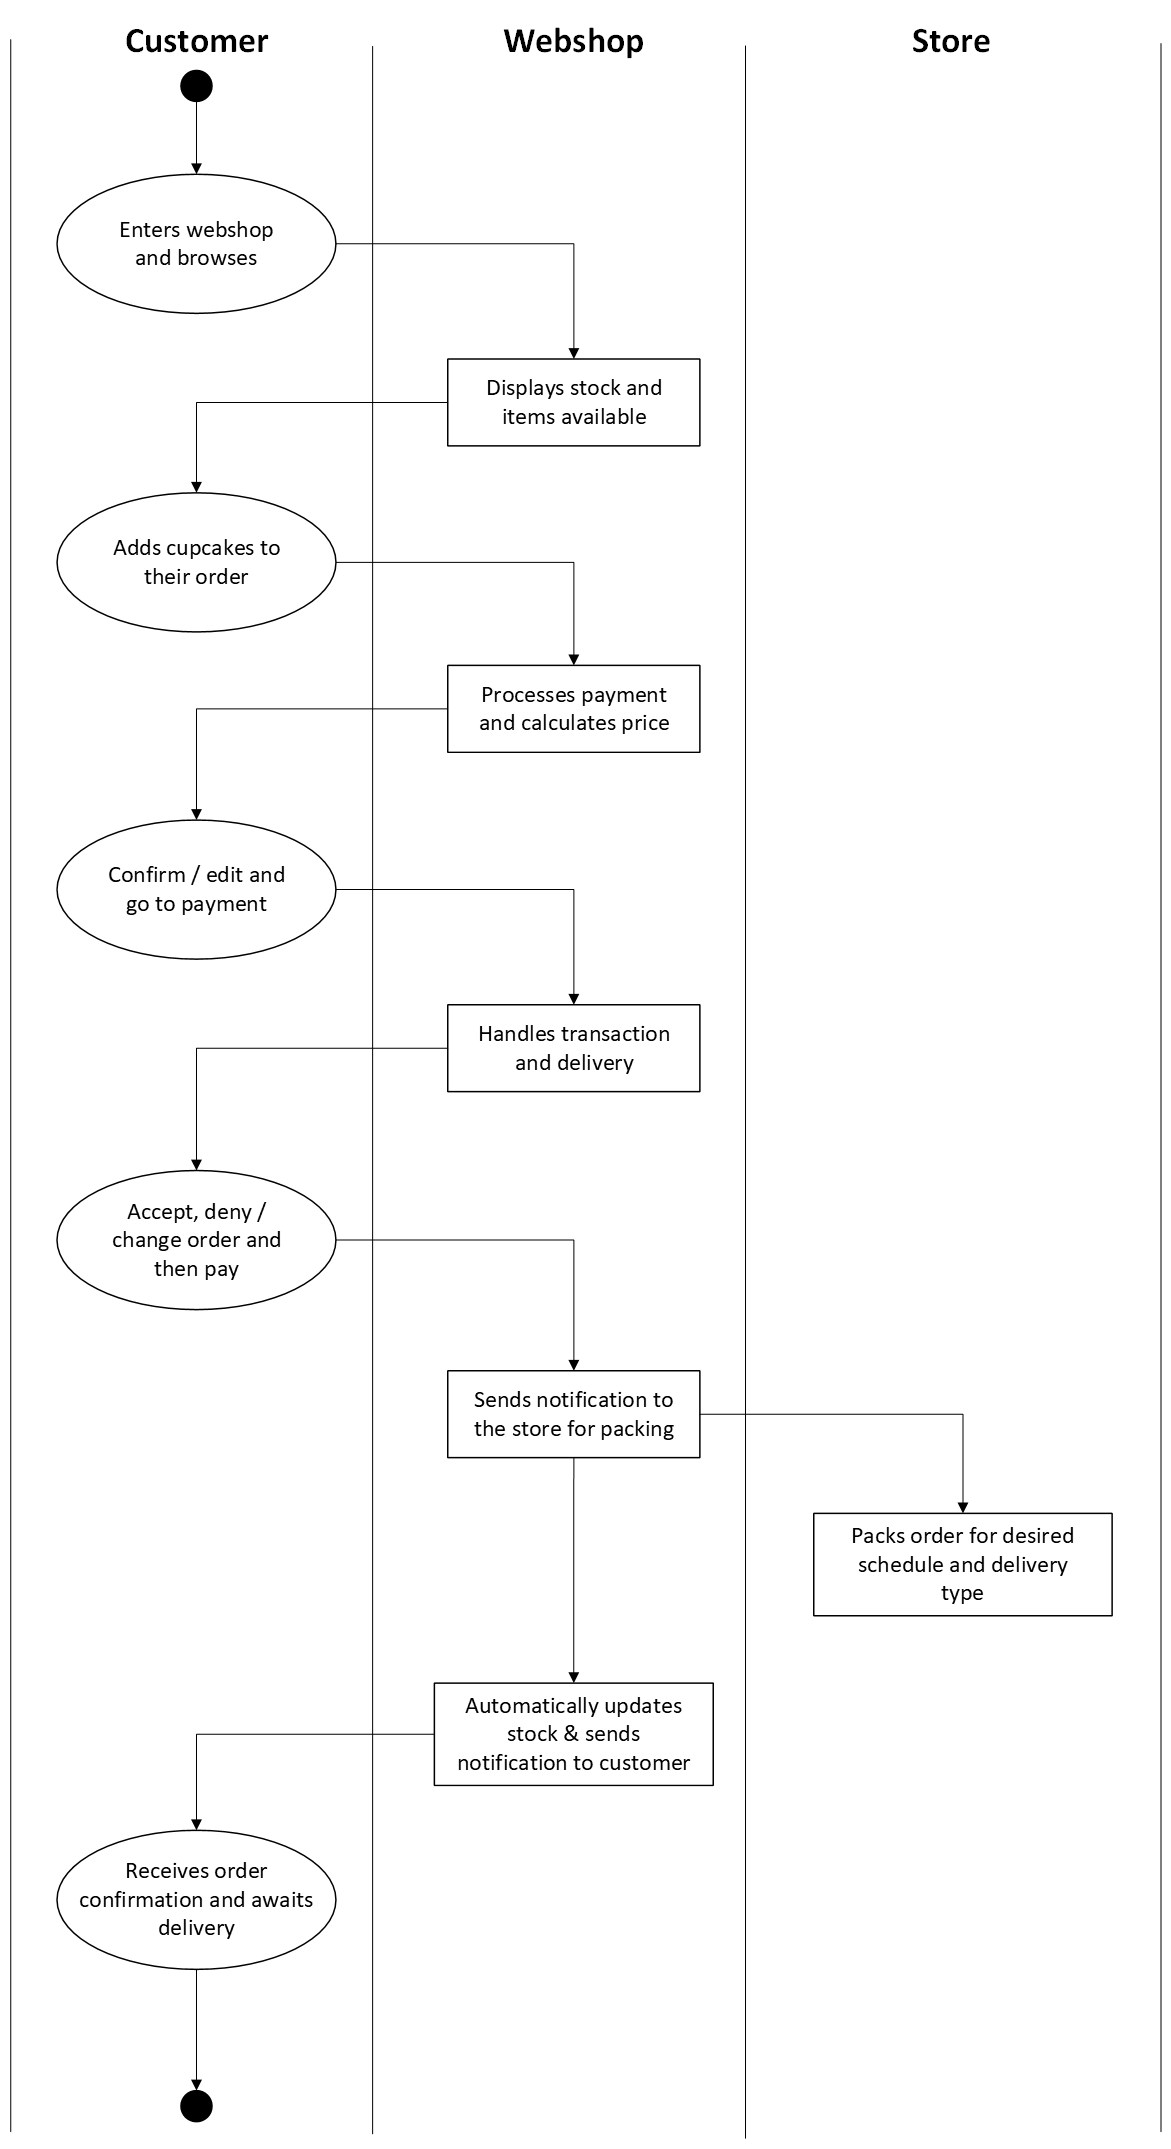 Customer
Webshop
Store
Enters webshop
and browses
Displays stock and
items available
Adds cupcakes to
their order
Processes payment
and calculates price
Confirm / edit and
go to payment
Handles transaction
and delivery
Accept, deny /
change order and
then pay
Sends notification to
the store for packing
Packs order for desired
schedule and delivery
type
Automatically updates
stock & sends
notification to customer
Receives order
confirmation and awaits
delivery